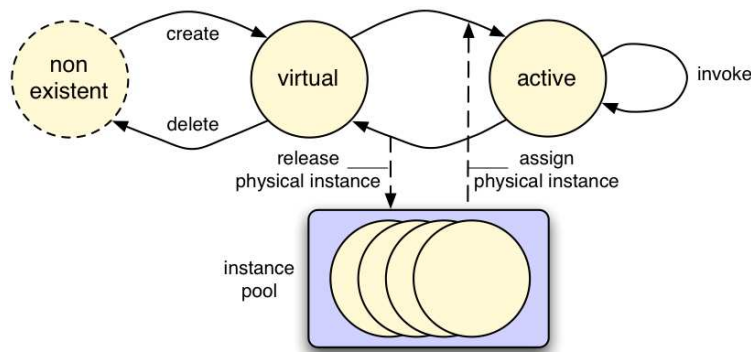 create
non
existent
virtual
active
invoke
delete
release
physical instance
assign
physical instance
instance
pool